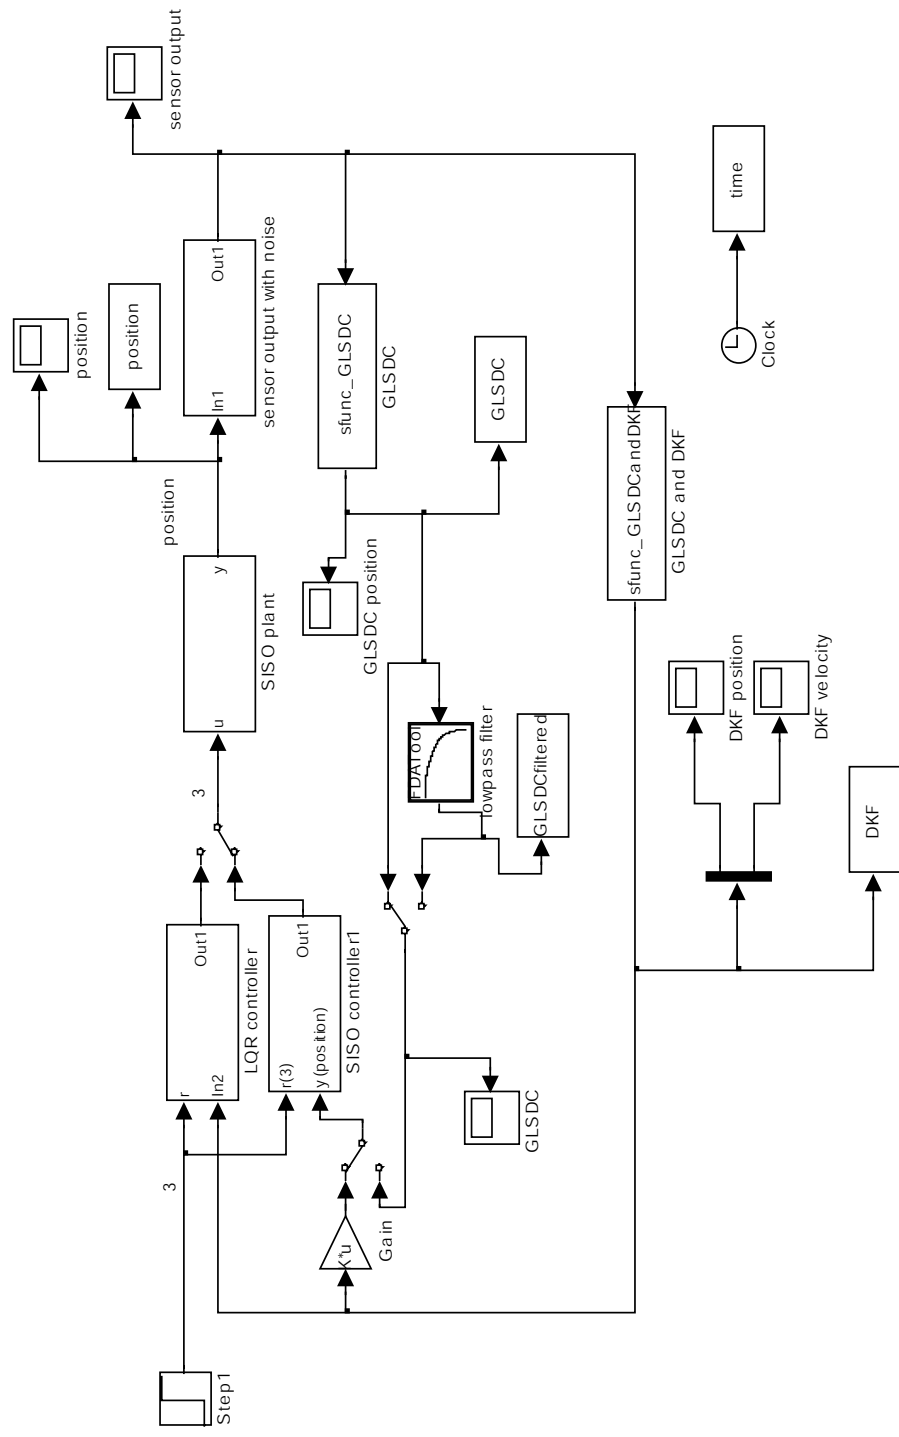 Step1
3
r
In2
Out1
LQR controller
r(3)
y(position)
Out1
SISO controller1
K*u
Gain
3
u
y
SISO plant
position
position
position
In1
Out1
sensor output with noise
sensor output
sfunc_GLSDC
GLSDC
GLSDC position
GLSDC
FDATool
lowpass filter
GLSDCfiltered
GLSDC
sfunc_GLSDCandDKF
GLSDC and DKF
DKF position
DKF velocity
DKF
Clock
time